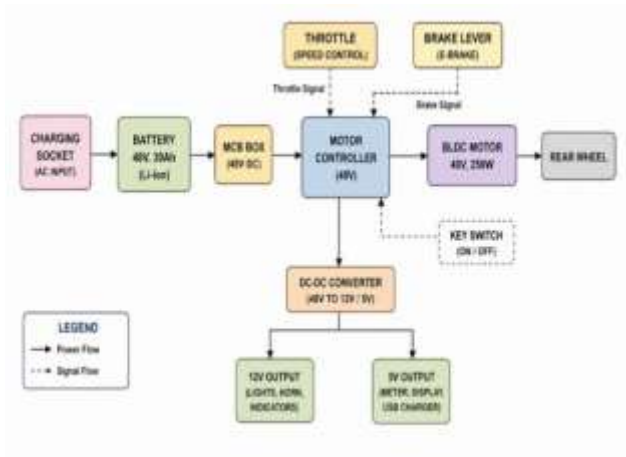 THROTTLE
(SPEED CONTROL)
BRAKE LEVER
(E-BRAKE)
Throttle Signal
Brake Signal
CHARGING
SOCKET
(AC INPUT)
BATTERY
48V, 30Ah
(Li-Ion)
MCB BOX
(48V DC)
MOTOR
CONTROLLER
(48V)
BLDC MOTOR
48V, 250W
REAR WHEEL
KEY SWITCH
(ON / OFF)
DC-DC CONVERTER
(48V TO 12V / 5V)
LEGEND
Power Flow
Signal Flow
12V OUTPUT
(LIGHTS, HORN,
INDICATORS)
5V OUTPUT
(METER, DISPLAY,
USB CHARGER)